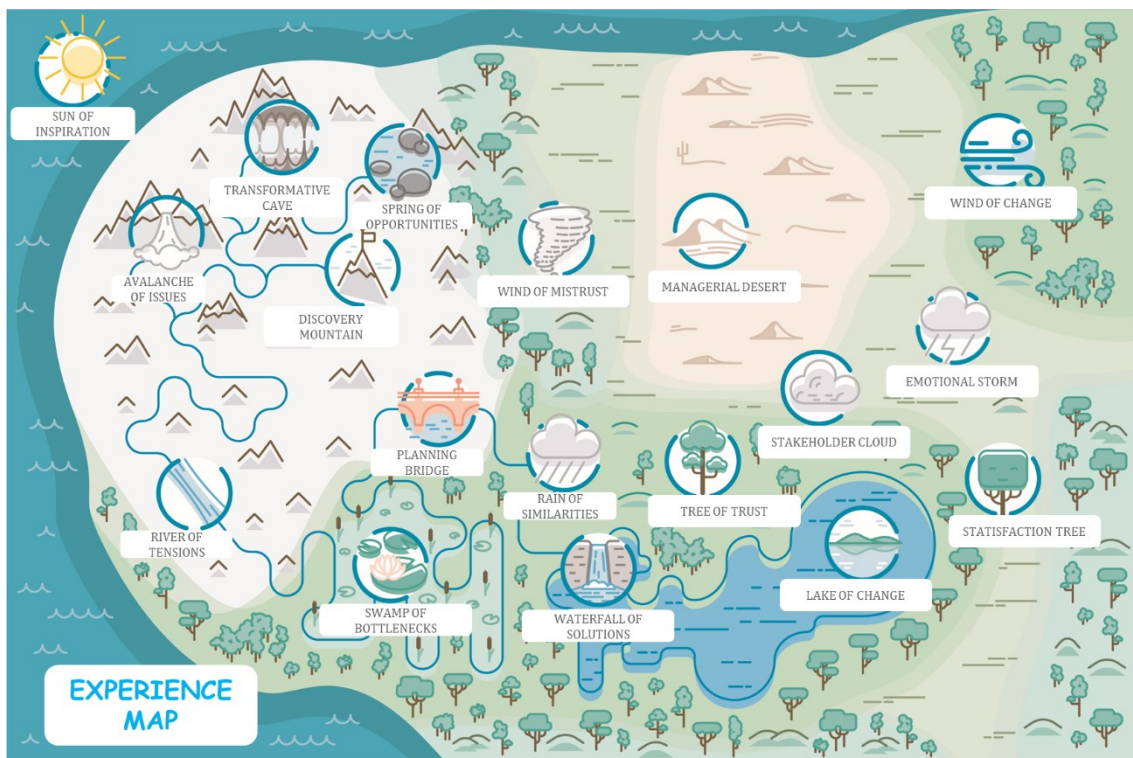 SUN OF
INSPIRATION
TRANSFORMATIVE
CAVE
SPRING OF
OPPORTUNITIES
WIND OF CHANGE
AVALANCHE
OF ISSUES
DISCOVERY
MOUNTAIN
WIND OF MISTRUST
MANAGERIAL DESERT
EMOTIONAL STORM
STAKEHOLDER CLOUD
PLANNING
BRIDGE
RIVER OF
TENSIONS
RAIN OF
SIMILARITIES
TREE OF TRUST
STATISFACTION TREE
SWAMP OF
BOTTLENECKS
WATERFALL OF
SOLUTIONS
LAKE OF CHANGE
EXPERIENCE
MAP